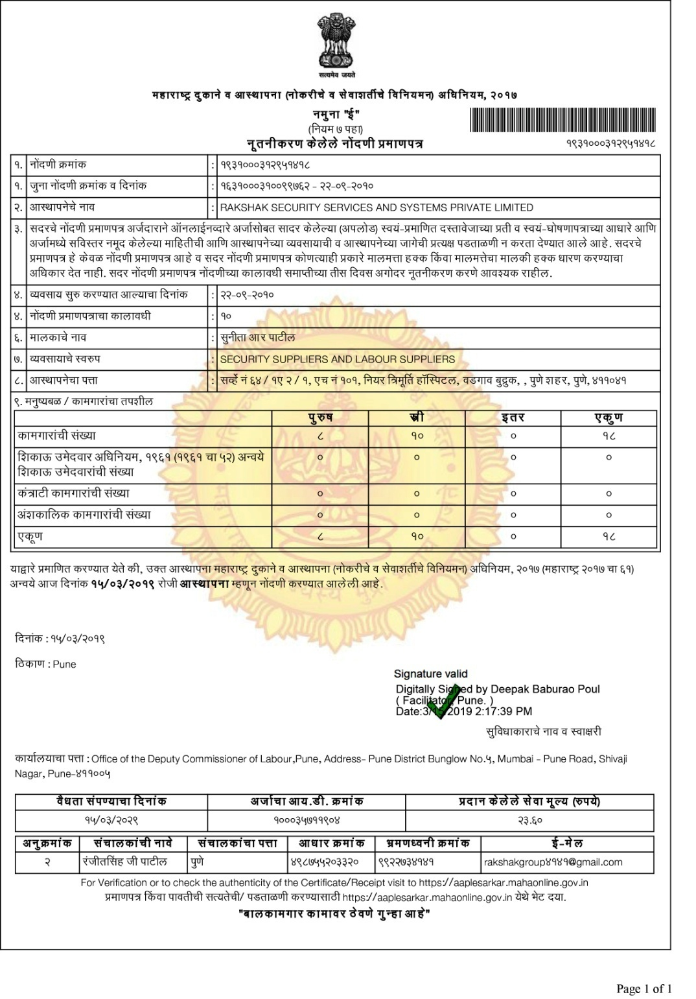 सत्यमेव जयते
महाराष्ट्र दुकाने व आस्थापना (नोकरीचे व सेवाशर्तीचे विनियमन) अधिनियम, २०१७
नमुना "ई"
(नियम ७ पहा)
नूतनीकरण केलेले नोंदणी प्रमाणपत्र
१९३१०००३१२९५१४१८
१. नोंदणी क्रमांक : १९३१०००३१२९५१४१८
१. जुना नोंदणी क्रमांक व दिनांक : १६३१०००३१००९९७६२ - २२-०९-२०१०
२. आस्थापनेचे नाव : RAKSHAK SECURITY SERVICES AND SYSTEMS PRIVATE LIMITED
३. सदरचे नोंदणी प्रमाणपत्र अर्जदाराने ऑनलाईनव्दारे अर्जासोबत सादर केलेल्या (अपलोड) स्वयं-प्रमाणित दस्तावेजाच्या प्रती व स्वयं-घोषणापत्राच्या आधारे आणि
अर्जामध्ये सविस्तर नमूद केलेल्या माहितीची आणि आस्थापनेच्या व्यवसायाची व आस्थापनेच्या जागेची प्रत्यक्ष पडताळणी न करता देण्यात आले आहे. सदरचे
प्रमाणपत्र हे केवळ नोंदणी प्रमाणपत्र आहे व सदर नोंदणी प्रमाणपत्र कोणत्याही प्रकारे मालमत्ता हक्क किंवा मालमत्तेचा मालकी हक्क धारण करण्याचा
अधिकार देत नाही. सदर नोंदणी प्रमाणपत्र नोंदणीच्या कालावधी समाप्तीच्या तीस दिवस अगोदर नूतनीकरण करणे आवश्यक राहील.
४. व्यवसाय सुरु करण्यात आल्याचा दिनांक : २२-०९-२०१०
४. नोंदणी प्रमाणपत्राचा कालावधी : १०
६. मालकाचे नाव : सुनीता आर पाटील
७. व्यवसायाचे स्वरुप : SECURITY SUPPLIERS AND LABOUR SUPPLIERS
८. आस्थापनेचा पत्ता : सर्व्हे नं ६४ / १ए २ / १, एच नं १०१, नियर त्रिमूर्ति हॉस्पिटल, वडगाव बुद्रुक, , पुणे शहर, पुणे, ४११०४१
९. मनुष्यबळ / कामगारांचा तपशील
पुरुष स्त्री इतर एकुण
कामगारांची संख्या ८ १० ० १८
शिकाऊ उमेदवार अधिनियम, १९६१ (१९६१ चा ५२) अन्वये ० ० ० ०
शिकाऊ उमेदवारांची संख्या
कंत्राटी कामगारांची संख्या ० ० ० ०
अंशकालिक कामगारांची संख्या ० ० ० ०
एकूण ८ १० ० १८
याद्वारे प्रमाणित करण्यात येते की, उक्त आस्थापना महाराष्ट्र दुकाने व आस्थापना (नोकरीचे व सेवाशर्तीचे विनियमन) अधिनियम, २०१७ (महाराष्ट्र २०१७ चा ६१)
अन्वये आज दिनांक १५/०३/२०१९ रोजी आस्थापना म्हणून नोंदणी करण्यात आलेली आहे.
दिनांक : १५/०३/२०१९
ठिकाण : Pune
Signature valid
Digitally Signed by Deepak Baburao Poul
( Facilitator, Pune. )
Date:3/15/2019 2:17:39 PM
सुविधाकाराचे नाव व स्वाक्षरी
कार्यालयाचा पत्ता : Office of the Deputy Commissioner of Labour,Pune, Address- Pune District Bunglow No.५, Mumbai - Pune Road, Shivaji
Nagar, Pune-४११००५
वैधता संपण्याचा दिनांक अर्जाचा आय.डी. क्रमांक प्रदान केलेले सेवा मूल्य (रुपये)
१५/०३/२०२९ १०००३५७११९०४ २३.६०
अनुक्रमांक संचालकांची नावे संचालकांचा पत्ता आधार क्रमांक भ्रमणध्वनी क्रमांक ई-मेल
२ रंजीतसिंह जी पाटील पुणे ४९८७५५२०३३२० ९९२२७३४१४१ rakshakgroup४१४१@gmail.com
For Verification or to check the authenticity of the Certificate/Receipt visit to https://aaplesarkar.mahaonline.gov.in
प्रमाणपत्र किंवा पावतीची सत्यतेची/ पडताळणी करण्यासाठी https://aaplesarkar.mahaonline.gov.in येथे भेट दया.
"बालकामगार कामावर ठेवणे गुन्हा आहे"
Page 1 of 1